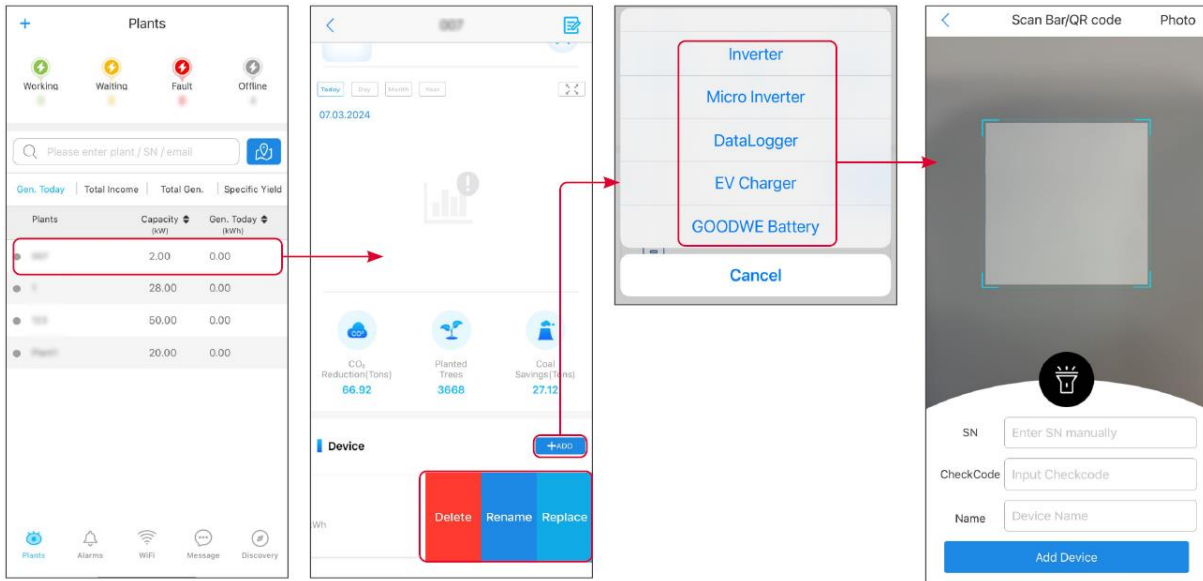 Plants
Working
Waiting
Fault
Offline
Please enter plant / SN / email
Gen. Today
Total Income
Total Gen.
Specific Yield
Plants
Capacity
(kW)
Gen. Today
(kWh)
2.00
0.00
28.00
0.00
50.00
0.00
20.00
0.00
Plants
Alarms
WiFi
Message
Discovery
007
Today
Day
Month
Year
07.03.2024
CO₂
CO₂
Reduction(Tons)
66.92
Planted
Trees
3668
Coal
Savings(Tons)
27.12
Device
+ADD
Wh
Delete
Rename
Replace
Inverter
Micro Inverter
DataLogger
EV Charger
GOODWE Battery
Cancel
Scan Bar/QR code
Photo
SN
Enter SN manually
CheckCode
Input Checkcode
Name
Device Name
Add Device